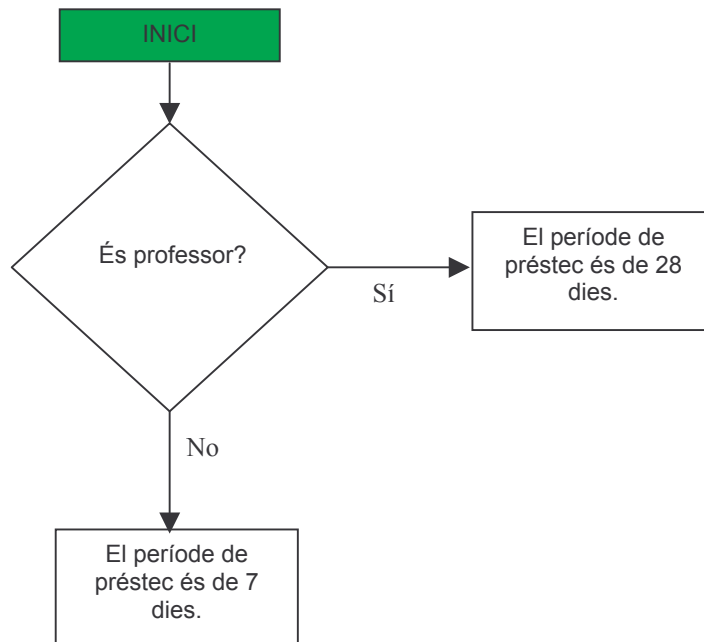 INICI
És professor?
Sí
El període de
préstec és de 28
dies.
No
El període de
préstec és de 7
dies.